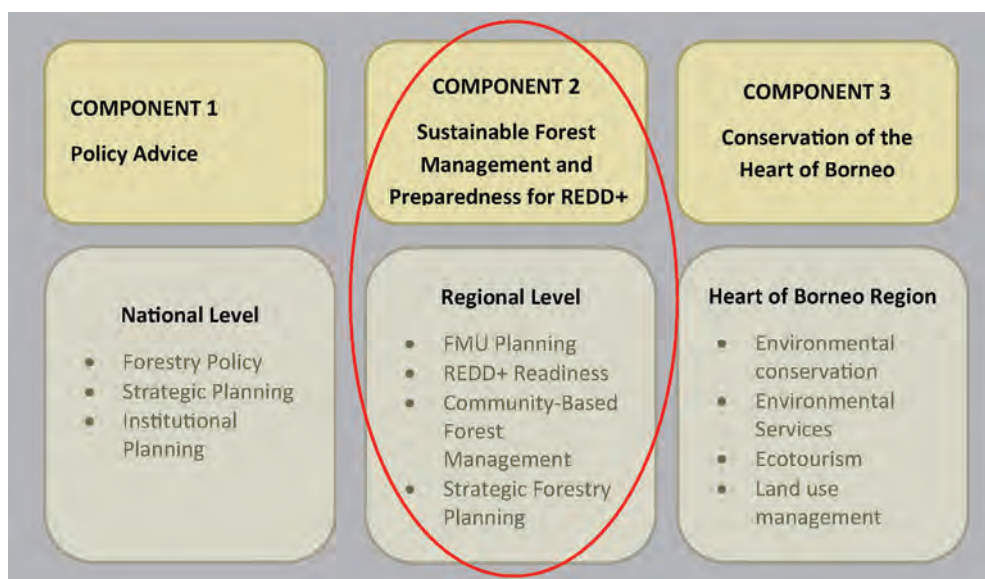 COMPONENT 1
Policy Advice
COMPONENT 2
Sustainable Forest
Management and
Preparedness for REDD+
COMPONENT 3
Conservation of the
Heart of Borneo
National Level
• Forestry Policy
• Strategic Planning
• Institutional
Planning
Regional Level
• FMU Planning
• REDD+ Readiness
• Community-Based
Forest
Management
• Strategic Forestry
Planning
Heart of Borneo Region
• Environmental
conservation
• Environmental
Services
• Ecotourism
• Land use
management